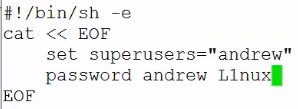 #!/bin/sh -e
cat << EOF
    set superusers="andrew"
    password andrew L1nux
EOF